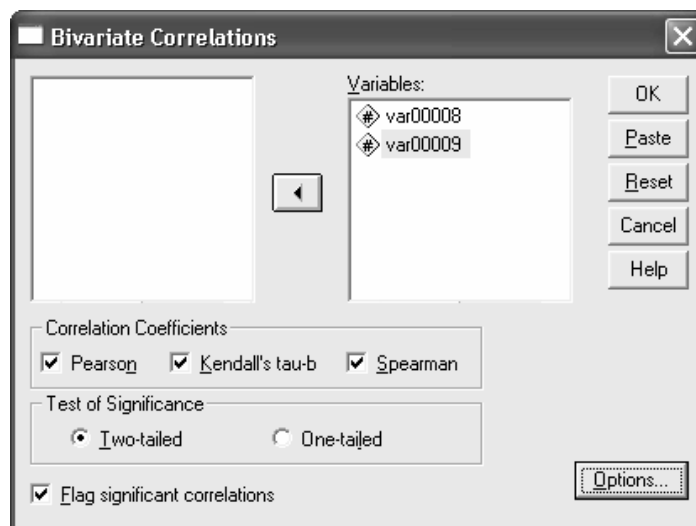 Bivariate Correlations
Variables:
# var00008
# var00009
OK
Paste
Reset
Cancel
Help
Correlation Coefficients
Pearson Kendall's tau-b Spearman
Test of Significance
Two-tailed One-tailed
Flag significant correlations
Options...